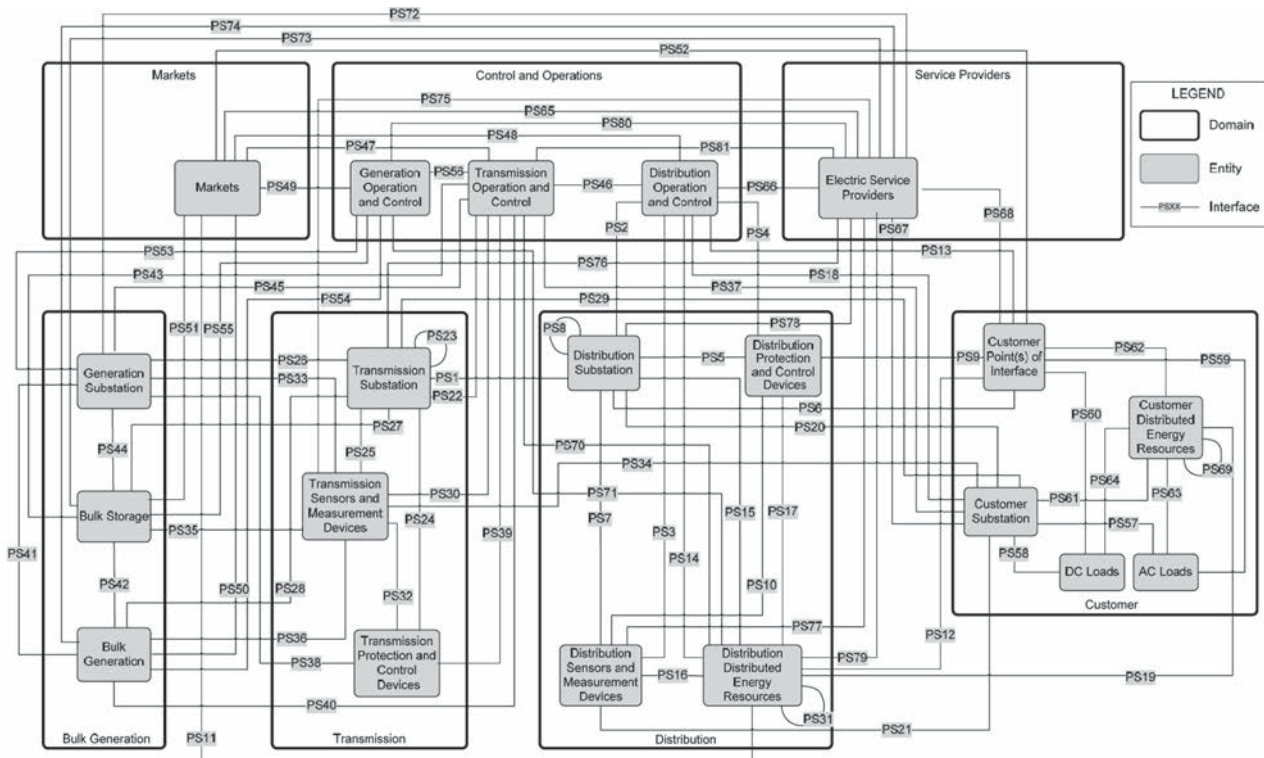 PS72
PS74
PS73
PS52
Markets
Control and Operations
Service Providers
LEGEND
Domain
Entity
PSXX
Interface
PS75
PS65
PS80
PS48
PS47
PS81
Markets
PS49
Generation
Operation
and Control
PS56
Transmission
Operation and
Control
PS46
Distribution
Operation
and Control
PS66
Electric Service
Providers
PS68
PS2
PS4
PS67
PS53
PS13
PS43
PS45
PS54
PS76
PS29
PS37
PS18
PS51
PS55
PS23
PS8
PS78
Generation
Substation
PS26
PS33
Transmission
Substation
PS1
PS22
Distribution
Substation
PS5
Distribution
Protection
and Control
Devices
PS9
Customer
Point(s) of
Interface
PS62
PS59
PS27
PS6
PS20
PS60
Customer
Distributed
Energy
Resources
PS44
PS25
PS70
PS34
PS69
PS64
PS63
Bulk Storage
Transmission
Sensors and
Measurement
Devices
PS30
PS24
PS71
PS7
PS15
PS17
PS61
Customer
Substation
PS57
PS35
PS39
PS3
PS41
PS14
PS58
DC Loads
AC Loads
PS42
PS50
PS28
PS10
PS32
Customer
Bulk
Generation
PS36
PS38
Transmission
Protection and
Control
Devices
PS77
PS12
Distribution
Sensors and
Measurement
Devices
PS16
Distribution
Distributed
Energy
Resources
PS79
PS19
PS40
PS31
PS21
Bulk Generation
PS11
Transmission
Distribution